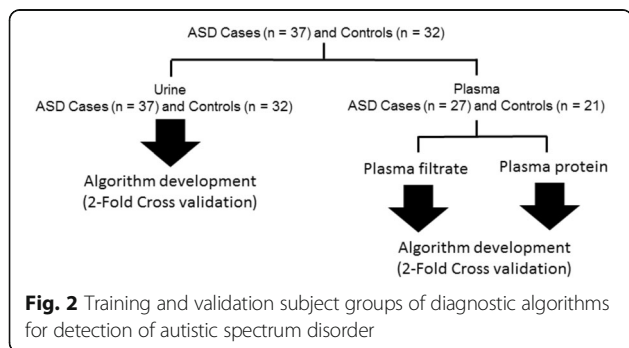 ASD Cases (n = 37) and Controls (n = 32)
Urine
ASD Cases (n = 37) and Controls (n = 32)
Plasma
ASD Cases (n = 27) and Controls (n = 21)
Algorithm development
(2-Fold Cross validation)
Plasma filtrate
Plasma protein
Algorithm development
(2-Fold Cross validation)
Fig. 2 Training and validation subject groups of diagnostic algorithms
for detection of autistic spectrum disorder